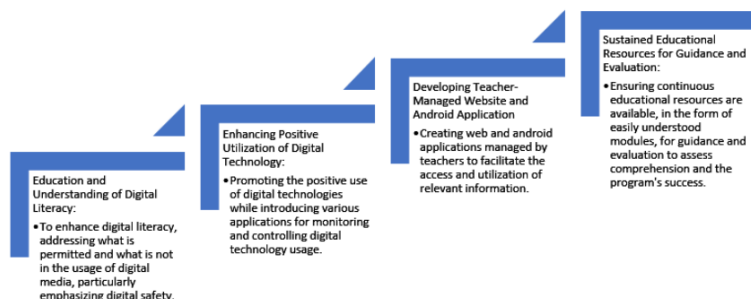 Education and
Understanding of Digital
Literacy:
•To enhance digital literacy,
addressing what is
permitted and what is not
in the usage of digital
media, particularly
emphasizing digital safety.
Enhancing Positive
Utilization of Digital
Technology:
•Promoting the positive use
of digital technologies
while introducing various
applications for monitoring
and controlling digital
technology usage.
Developing Teacher-
Managed Website and
Android Application
•Creating web and android
applications managed by
teachers to facilitate the
access and utilization of
relevant information.
Sustained Educational
Resources for Guidance and
Evaluation:
•Ensuring continuous
educational resources are
available, in the form of
easily understood
modules, for guidance and
evaluation to assess
comprehension and the
program's success.